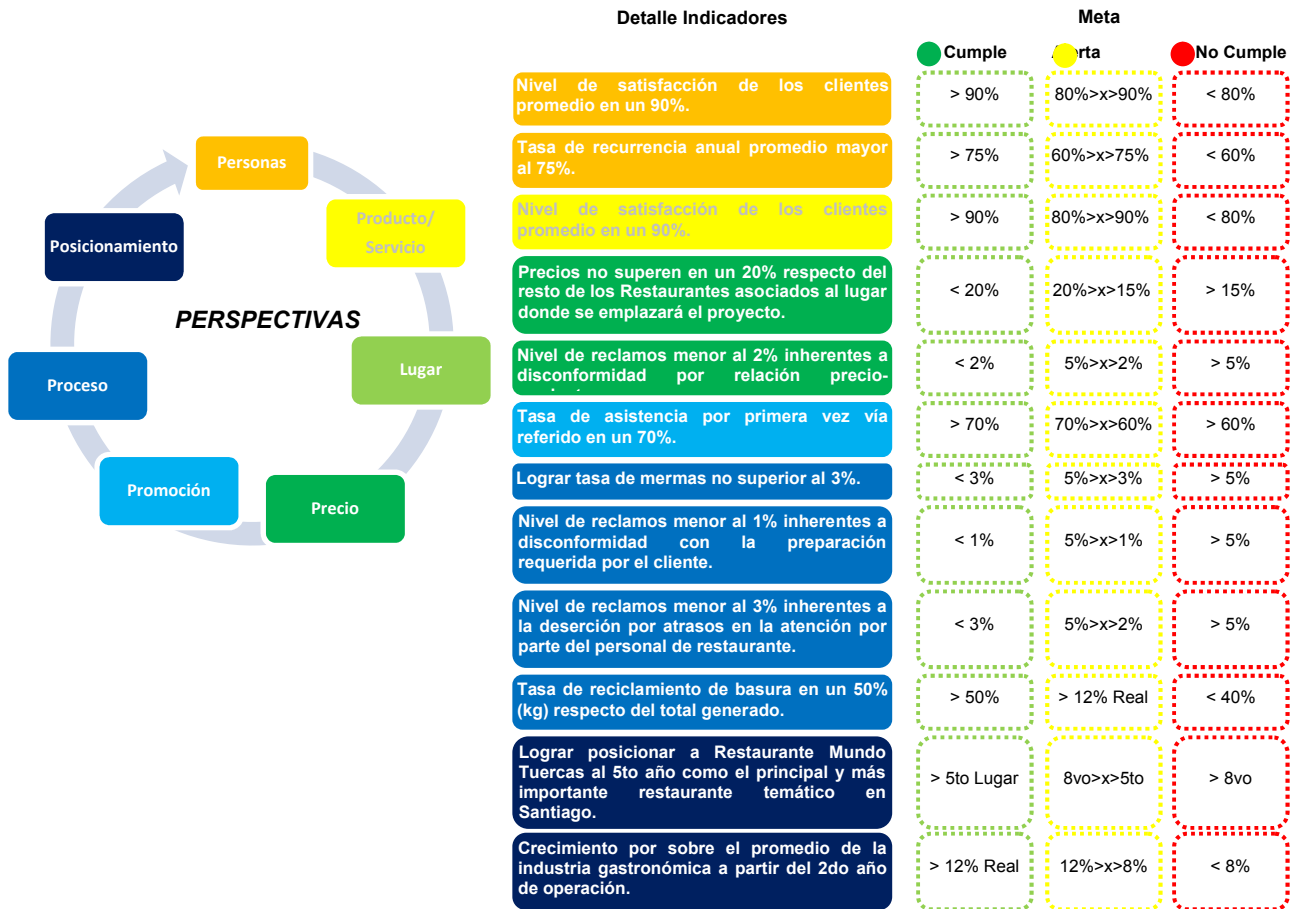 Detalle Indicadores
Meta
Cumple
rta
No Cumple
Personas
Producto/
Servicio
Lugar
Precio
Promoción
Proceso
Posicionamiento
PERSPECTIVAS
Nivel de satisfacción de los clientes
promedio en un 90%.
> 90%
80%>x>90%
< 80%
Tasa de recurrencia anual promedio mayor
al 75%.
> 75%
60%>x>75%
< 60%
Nivel de satisfacción de los clientes
promedio en un 90%.
> 90%
80%>x>90%
< 80%
Precios no superen en un 20% respecto del
resto de los Restaurantes asociados al lugar
donde se emplazará el proyecto.
< 20%
20%>x>15%
> 15%
Nivel de reclamos menor al 2% inherentes a
disconformidad por relación precio-
< 2%
5%>x>2%
> 5%
Tasa de asistencia por primera vez vía
referido en un 70%.
> 70%
70%>x>60%
> 60%
Lograr tasa de mermas no superior al 3%.
< 3%
5%>x>3%
> 5%
Nivel de reclamos menor al 1% inherentes a
disconformidad con la preparación
requerida por el cliente.
< 1%
5%>x>1%
> 5%
Nivel de reclamos menor al 3% inherentes a
la deserción por atrasos en la atención por
parte del personal de restaurante.
< 3%
5%>x>2%
> 5%
Tasa de reciclamiento de basura en un 50%
(kg) respecto del total generado.
> 50%
> 12% Real
< 40%
Lograr posicionar a Restaurante Mundo
Tuercas al 5to año como el principal y más
importante restaurante temático en
Santiago.
> 5to Lugar
8vo>x>5to
> 8vo
Crecimiento por sobre el promedio de la
industria gastronómica a partir del 2do año
de operación.
> 12% Real
12%>x>8%
< 8%